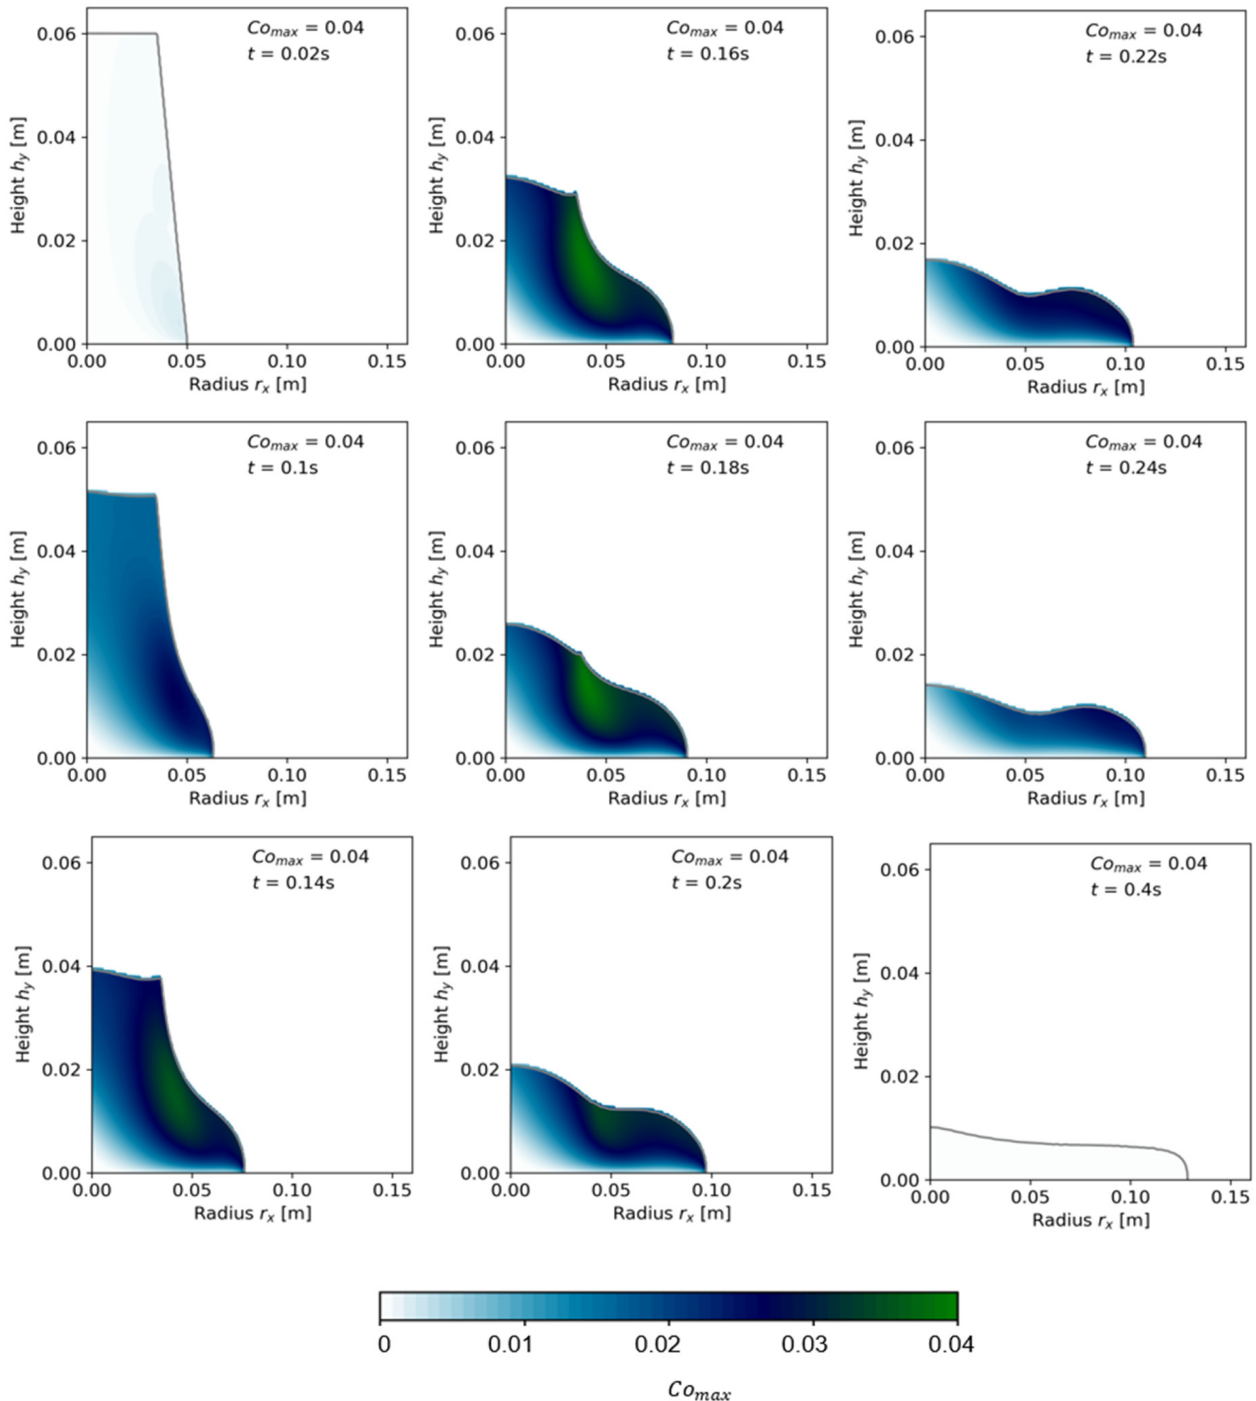 Co_max = 0.04
t = 0.02s
0.06
0.04
0.02
0.00
Height h_y [m]
0.00 0.05 0.10 0.15
Radius r_x [m]
Co_max = 0.04
t = 0.16s
0.06
0.04
0.02
0.00
Height h_y [m]
0.00 0.05 0.10 0.15
Radius r_x [m]
Co_max = 0.04
t = 0.22s
0.06
0.04
0.02
0.00
Height h_y [m]
0.00 0.05 0.10 0.15
Radius r_x [m]
Co_max = 0.04
t = 0.1s
0.06
0.04
0.02
0.00
Height h_y [m]
0.00 0.05 0.10 0.15
Radius r_x [m]
Co_max = 0.04
t = 0.18s
0.06
0.04
0.02
0.00
Height h_y [m]
0.00 0.05 0.10 0.15
Radius r_x [m]
Co_max = 0.04
t = 0.24s
0.06
0.04
0.02
0.00
Height h_y [m]
0.00 0.05 0.10 0.15
Radius r_x [m]
Co_max = 0.04
t = 0.14s
0.06
0.04
0.02
0.00
Height h_y [m]
0.00 0.05 0.10 0.15
Radius r_x [m]
Co_max = 0.04
t = 0.2s
0.06
0.04
0.02
0.00
Height h_y [m]
0.00 0.05 0.10 0.15
Radius r_x [m]
Co_max = 0.04
t = 0.4s
0.06
0.04
0.02
0.00
Height h_y [m]
0.00 0.05 0.10 0.15
Radius r_x [m]
0 0.01 0.02 0.03 0.04
Co_max